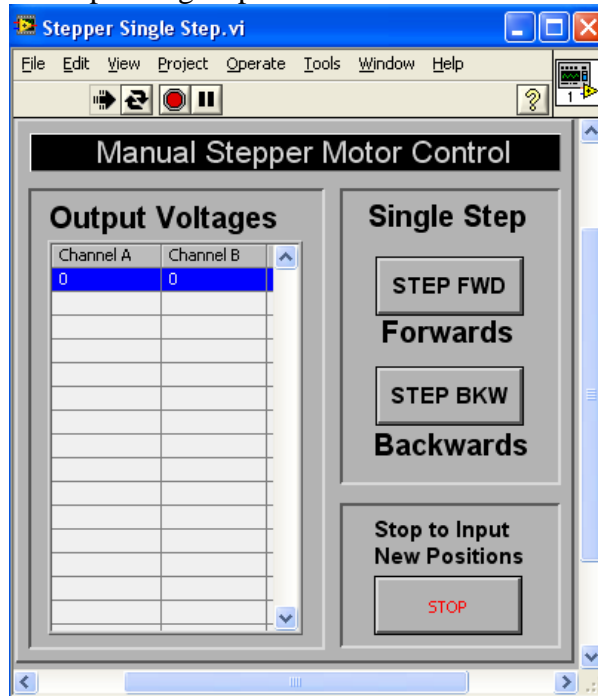 Stepper Single Step.vi
File Edit View Project Operate Tools Window Help
1
Manual Stepper Motor Control
Output Voltages
Channel A Channel B
0 0
Single Step
STEP FWD
Forwards
STEP BKW
Backwards
Stop to Input
New Positions
STOP